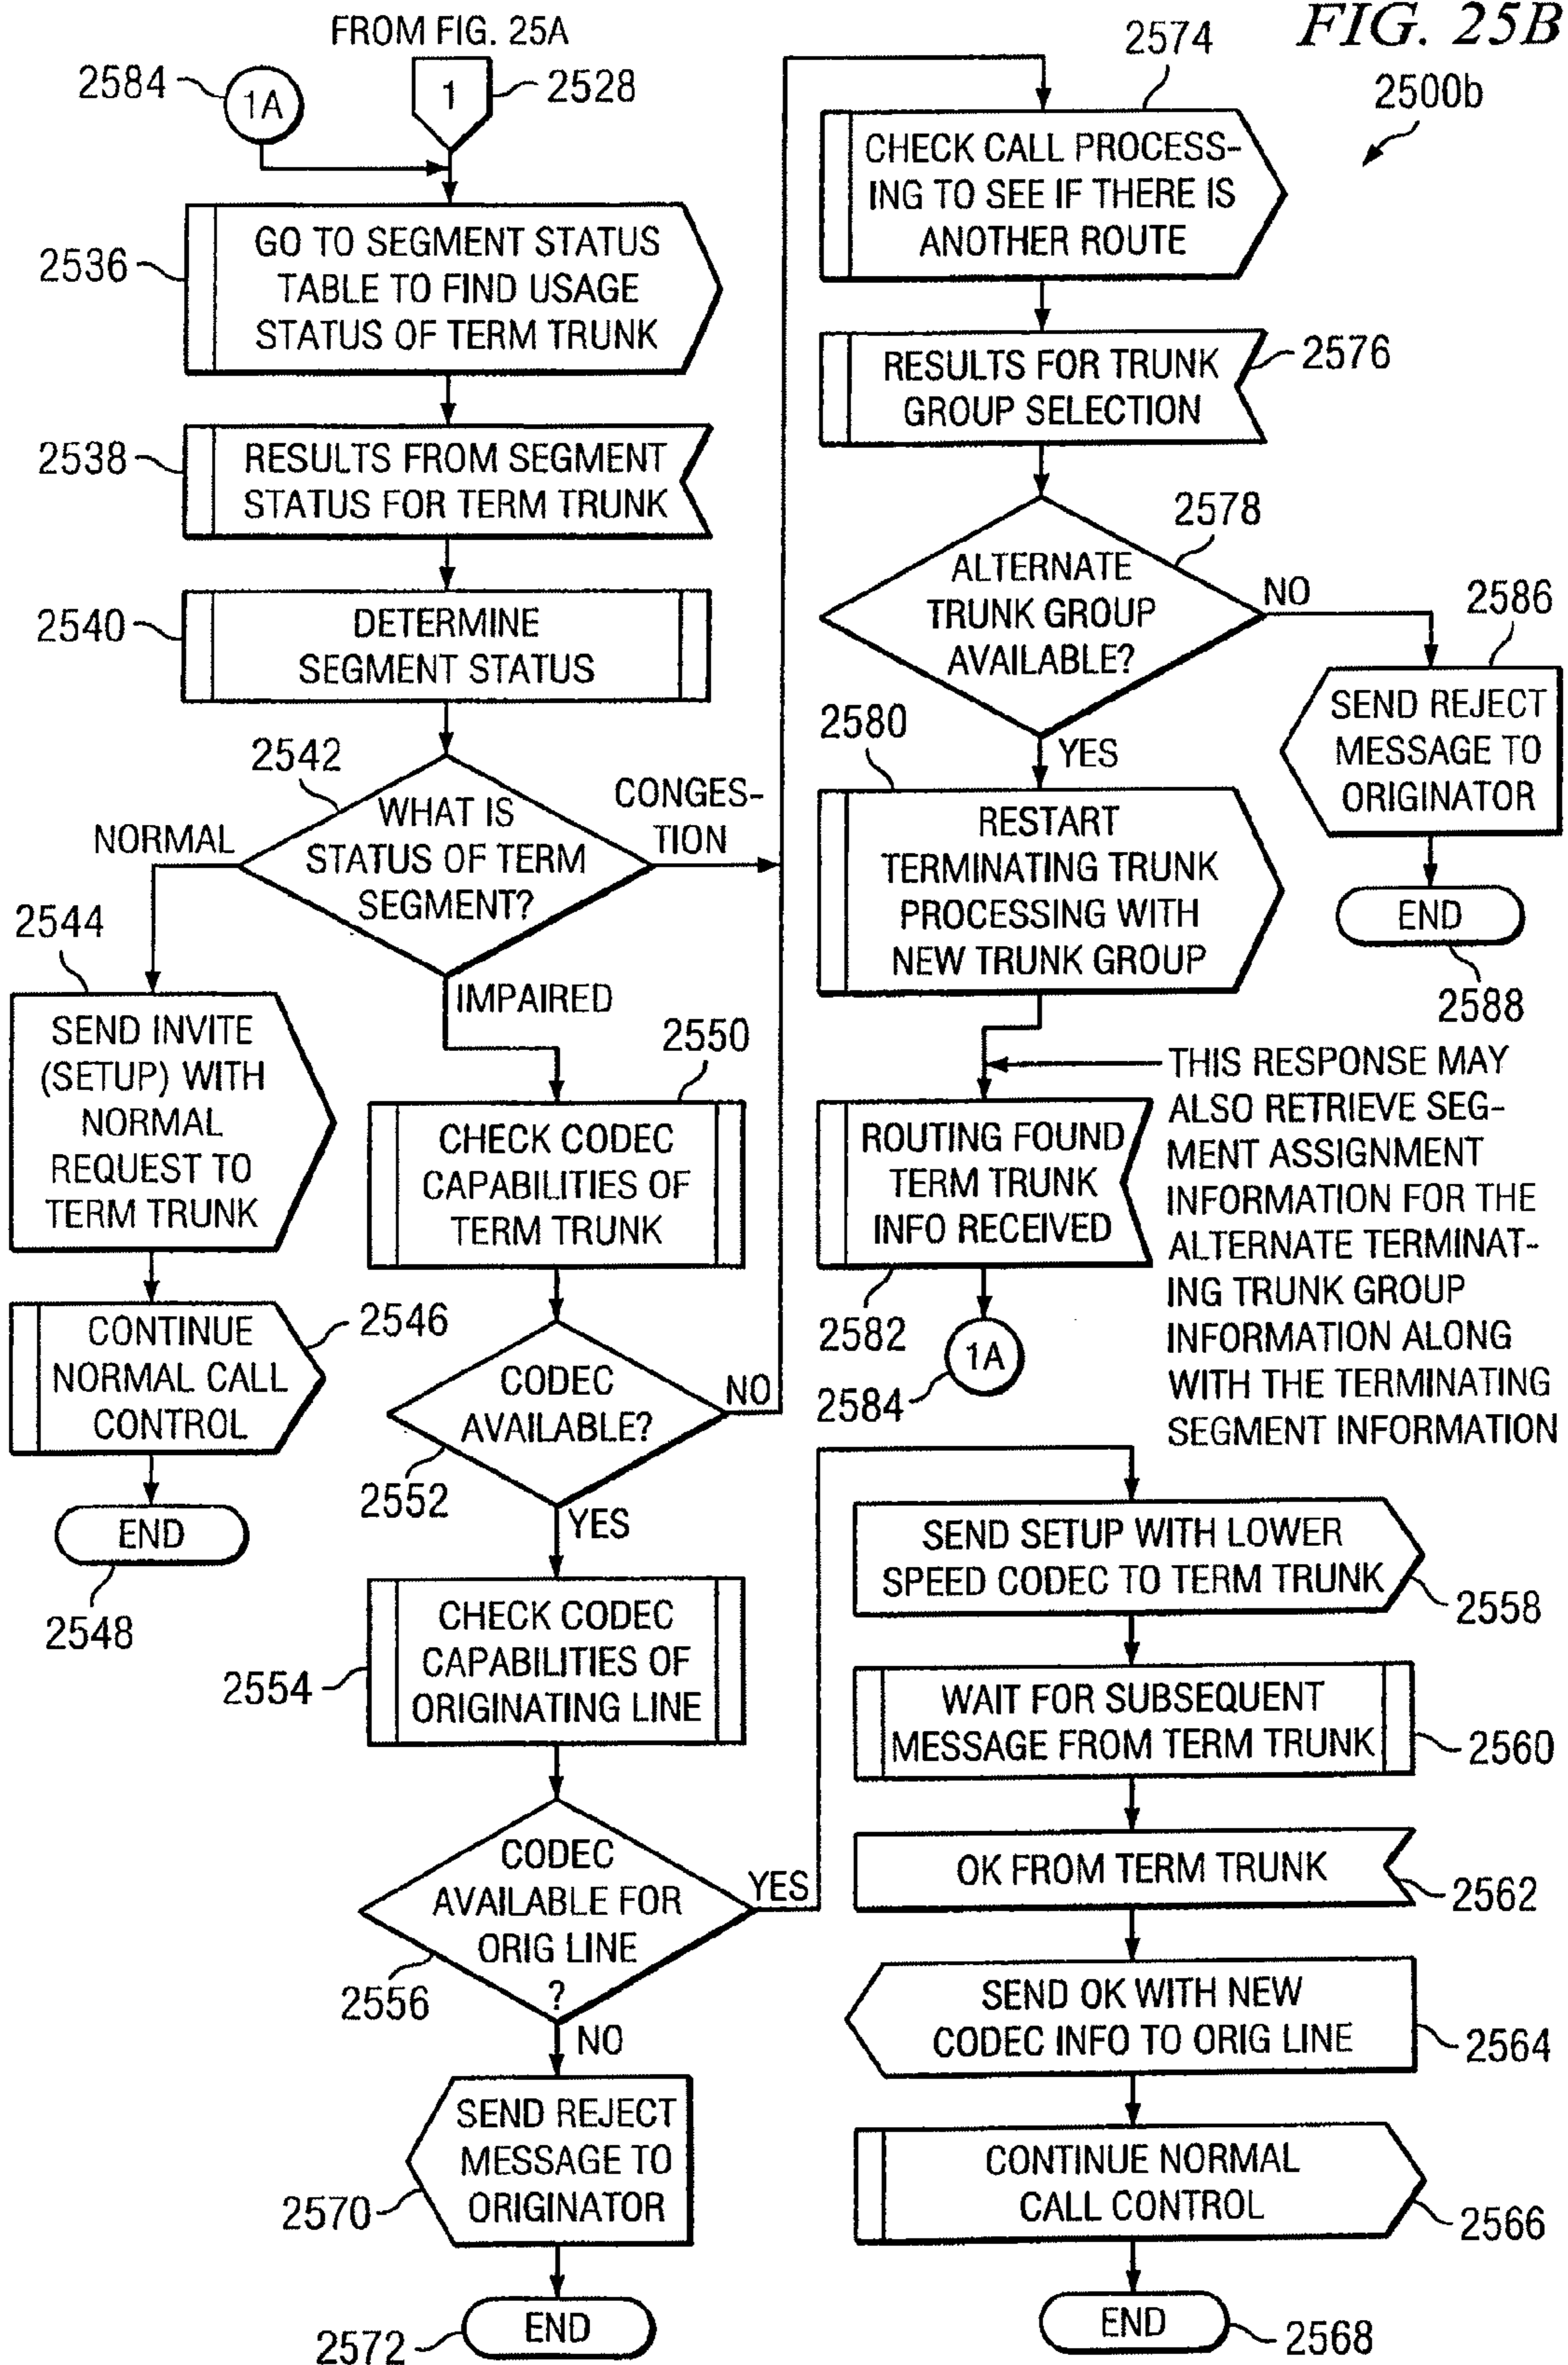 FIG. 25B
2500b
FROM FIG. 25A
2584
1A
1
2528
2536
GO TO SEGMENT STATUS
TABLE TO FIND USAGE
STATUS OF TERM TRUNK
2538
RESULTS FROM SEGMENT
STATUS FOR TERM TRUNK
2540
DETERMINE
SEGMENT STATUS
2542
WHAT IS
STATUS OF TERM
SEGMENT?
NORMAL
CONGES-
TION
IMPAIRED
2544
SEND INVITE
(SETUP) WITH
NORMAL
REQUEST TO
TERM TRUNK
CONTINUE
NORMAL CALL
CONTROL
2546
END
2548
2550
CHECK CODEC
CAPABILITIES OF
TERM TRUNK
CODEC
AVAILABLE?
NO
2552
YES
CHECK CODEC
CAPABILITIES OF
ORIGINATING LINE
2554
CODEC
AVAILABLE FOR
ORIG LINE
?
YES
2556
NO
SEND REJECT
MESSAGE TO
ORIGINATOR
2570
END
2572
2574
CHECK CALL PROCESS-
ING TO SEE IF THERE IS
ANOTHER ROUTE
RESULTS FOR TRUNK
GROUP SELECTION
2576
2578
ALTERNATE
TRUNK GROUP
AVAILABLE?
NO
2586
SEND REJECT
MESSAGE TO
ORIGINATOR
END
2588
YES
2580
RESTART
TERMINATING TRUNK
PROCESSING WITH
NEW TRUNK GROUP
THIS RESPONSE MAY
ALSO RETRIEVE SEG-
MENT ASSIGNMENT
INFORMATION FOR THE
ALTERNATE TERMINAT-
ING TRUNK GROUP
INFORMATION ALONG
WITH THE TERMINATING
SEGMENT INFORMATION
ROUTING FOUND
TERM TRUNK
INFO RECEIVED
2582
1A
2584
SEND SETUP WITH LOWER
SPEED CODEC TO TERM TRUNK
2558
WAIT FOR SUBSEQUENT
MESSAGE FROM TERM TRUNK
2560
OK FROM TERM TRUNK
2562
SEND OK WITH NEW
CODEC INFO TO ORIG LINE
2564
CONTINUE NORMAL
CALL CONTROL
2566
END
2568